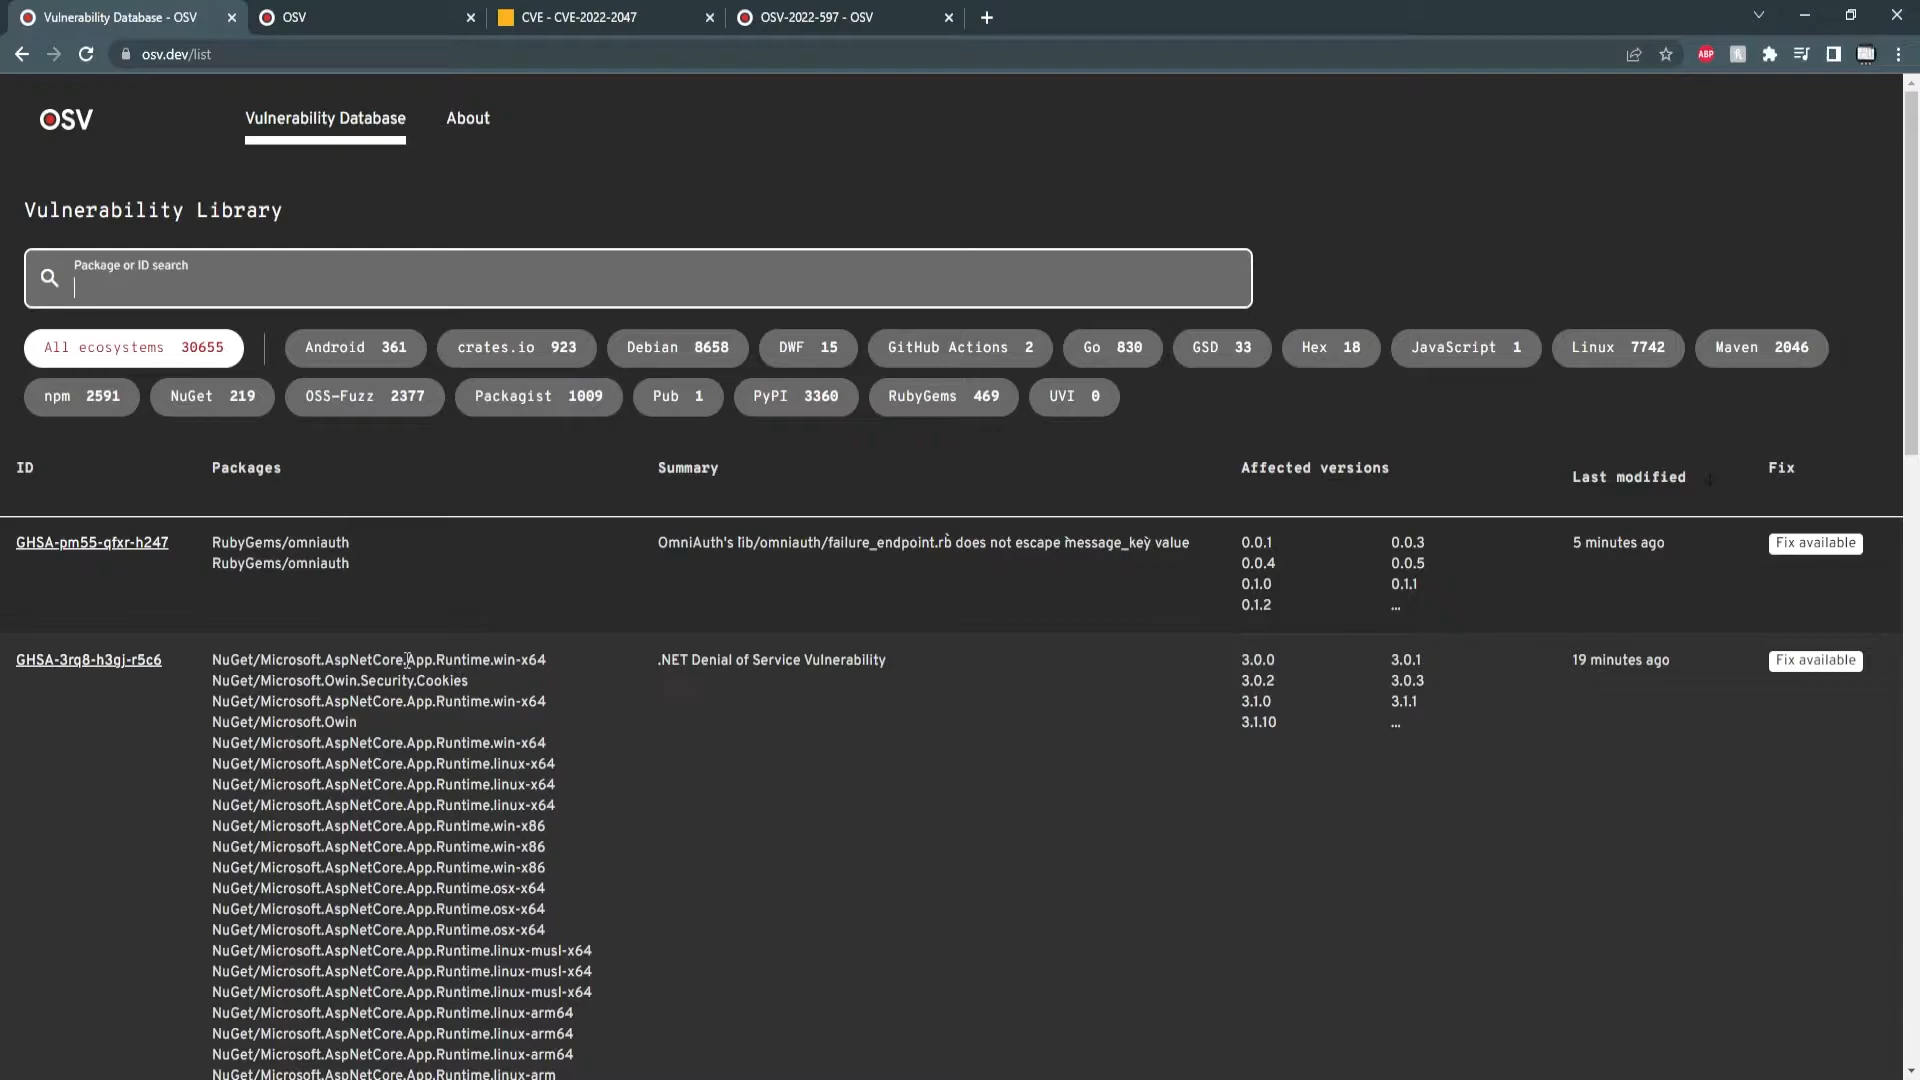 Vulnerability Database - OSV
OSV
CVE - CVE-2022-2047
OSV-2022-597 - OSV
osv.dev/list
ABP
OSV
Vulnerability Database
About
Vulnerability Library
Package or ID search
All ecosystems 30655
Android 361
crates.io 923
Debian 8658
DWF 15
GitHub Actions 2
Go 830
GSD 33
Hex 18
JavaScript 1
Linux 7742
Maven 2046
npm 2591
NuGet 219
OSS-Fuzz 2377
Packagist 1009
Pub 1
PyPI 3360
RubyGems 469
UVI 0
ID
Packages
Summary
Affected versions
Last modified
Fix
GHSA-pm55-qfxr-h247
RubyGems/omniauth
RubyGems/omniauth
OmniAuth's `lib/omniauth/failure_endpoint.rb` does not escape `message_key` value
0.0.1 0.0.3
0.0.4 0.0.5
0.1.0 0.1.1
0.1.2 ...
5 minutes ago
Fix available
GHSA-3rq8-h3gj-r5c6
NuGet/Microsoft.AspNetCore.App.Runtime.win-x64
NuGet/Microsoft.Owin.Security.Cookies
NuGet/Microsoft.AspNetCore.App.Runtime.win-x64
NuGet/Microsoft.Owin
NuGet/Microsoft.AspNetCore.App.Runtime.win-x64
NuGet/Microsoft.AspNetCore.App.Runtime.linux-x64
NuGet/Microsoft.AspNetCore.App.Runtime.linux-x64
NuGet/Microsoft.AspNetCore.App.Runtime.linux-x64
NuGet/Microsoft.AspNetCore.App.Runtime.win-x86
NuGet/Microsoft.AspNetCore.App.Runtime.win-x86
NuGet/Microsoft.AspNetCore.App.Runtime.win-x86
NuGet/Microsoft.AspNetCore.App.Runtime.osx-x64
NuGet/Microsoft.AspNetCore.App.Runtime.osx-x64
NuGet/Microsoft.AspNetCore.App.Runtime.osx-x64
NuGet/Microsoft.AspNetCore.App.Runtime.linux-musl-x64
NuGet/Microsoft.AspNetCore.App.Runtime.linux-musl-x64
NuGet/Microsoft.AspNetCore.App.Runtime.linux-musl-x64
NuGet/Microsoft.AspNetCore.App.Runtime.linux-arm64
NuGet/Microsoft.AspNetCore.App.Runtime.linux-arm64
NuGet/Microsoft.AspNetCore.App.Runtime.linux-arm64
NuGet/Microsoft.AspNetCore.App.Runtime.linux-arm
.NET Denial of Service Vulnerability
3.0.0 3.0.1
3.0.2 3.0.3
3.1.0 3.1.1
3.1.10 ...
19 minutes ago
Fix available